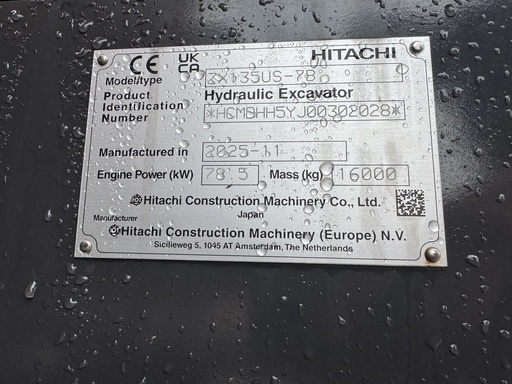 CE UK CA HITACHI
Model/type ZX135US-7B
Product Hydraulic Excavator
Identification
Number *HCMDHH5YJ00302028*
Manufactured in 2025-11
Engine Power (kW) 78.5 Mass (kg) 16000
Hitachi Construction Machinery Co., Ltd.
Japan
Manufacturer
Hitachi Construction Machinery (Europe) N.V.
Sicilieweg 5, 1045 AT Amsterdam, The Netherlands